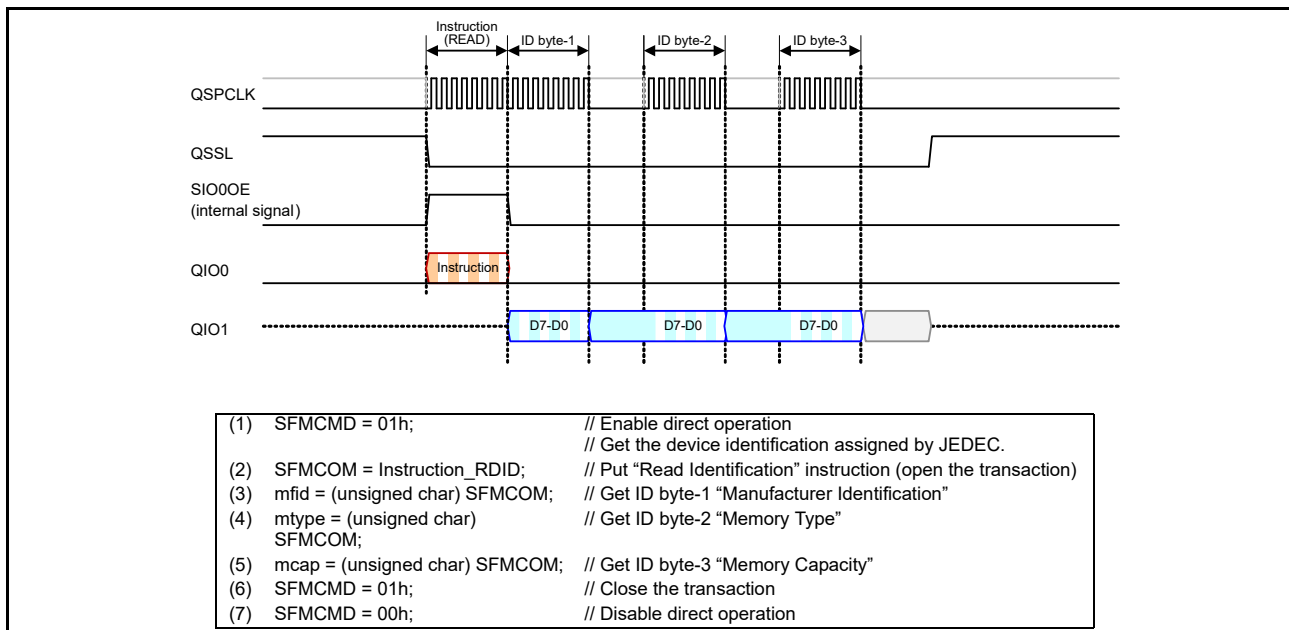 Instruction
(READ) ID byte-1 ID byte-2 ID byte-3
QSPCLK
QSSL
SIO0OE
(internal signal)
QIO0 Instruction
QIO1 D7-D0 D7-D0 D7-D0
(1) SFMCMD = 01h; // Enable direct operation
// Get the device identification assigned by JEDEC.
(2) SFMCOM = Instruction_RDID; // Put “Read Identification” instruction (open the transaction)
(3) mfid = (unsigned char) SFMCOM; // Get ID byte-1 “Manufacturer Identification”
(4) mtype = (unsigned char) // Get ID byte-2 “Memory Type”
SFMCOM;
(5) mcap = (unsigned char) SFMCOM; // Get ID byte-3 “Memory Capacity”
(6) SFMCMD = 01h; // Close the transaction
(7) SFMCMD = 00h; // Disable direct operation